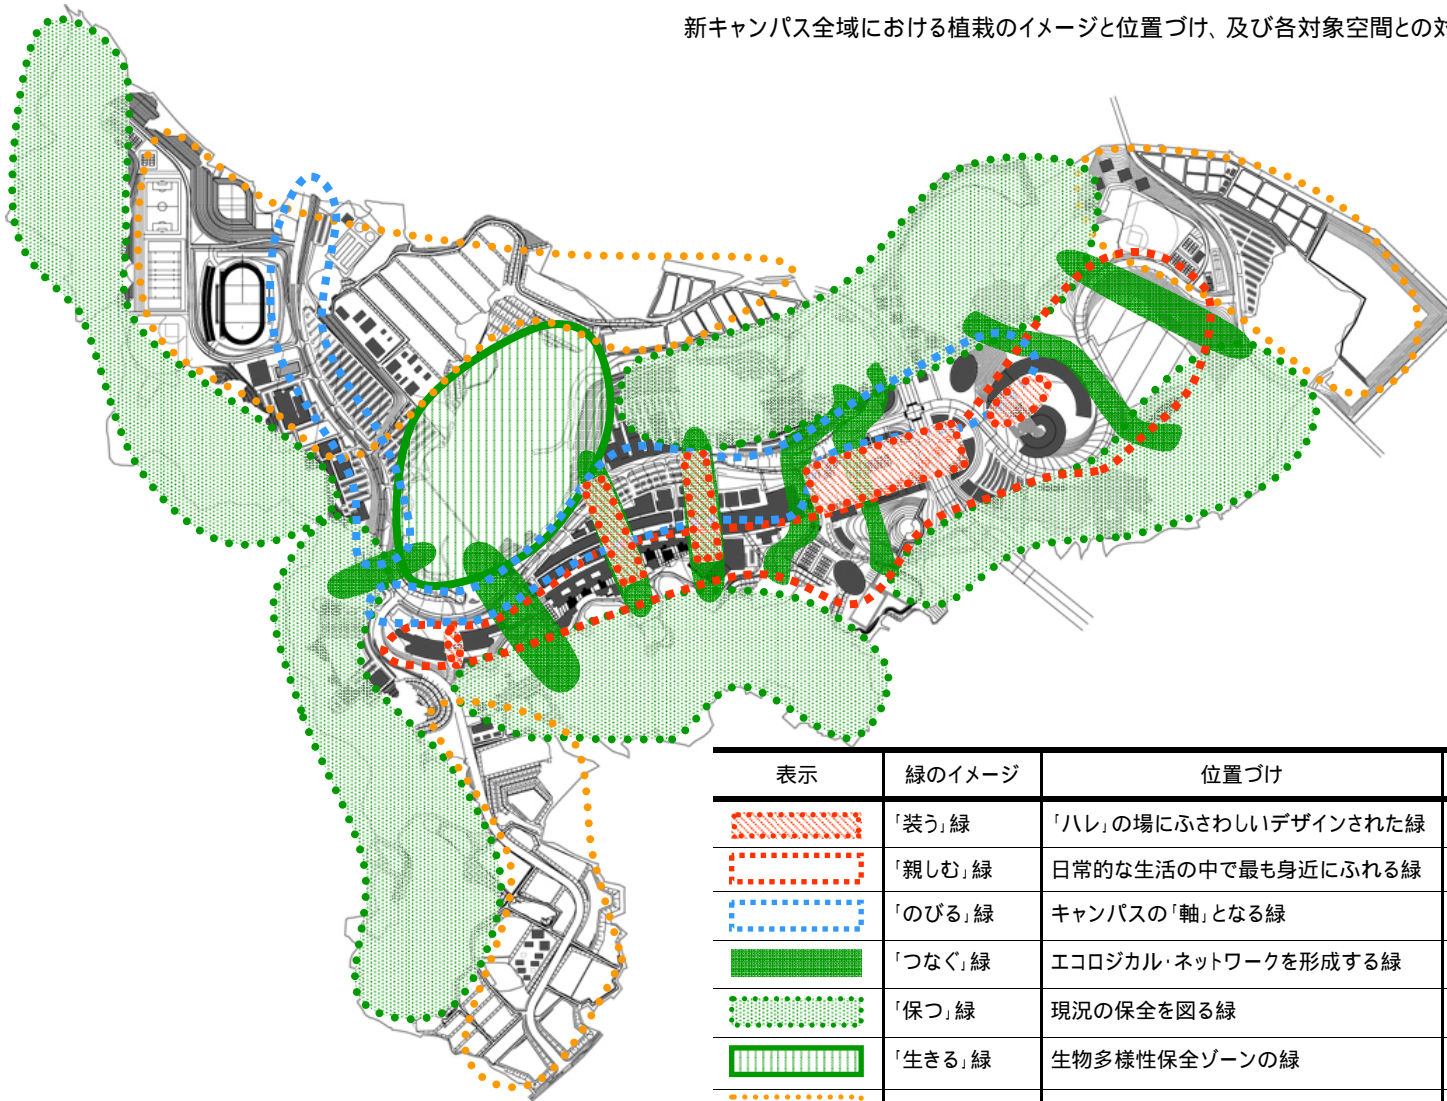 新キャンパス全域における植栽のイメージと位置づけ、及び各対象空間との対
表示 緑のイメージ 位置づけ
「装う」緑 「ハレ」の場にふさわしいデザインされた緑
「親しむ」緑 日常的な生活の中で最も身近にふれる緑
「のびる」緑 キャンパスの「軸」となる緑
「つなぐ」緑 エコロジカル・ネットワークを形成する緑
「保つ」緑 現況の保全を図る緑
「生きる」緑 生物多様性保全ゾーンの緑